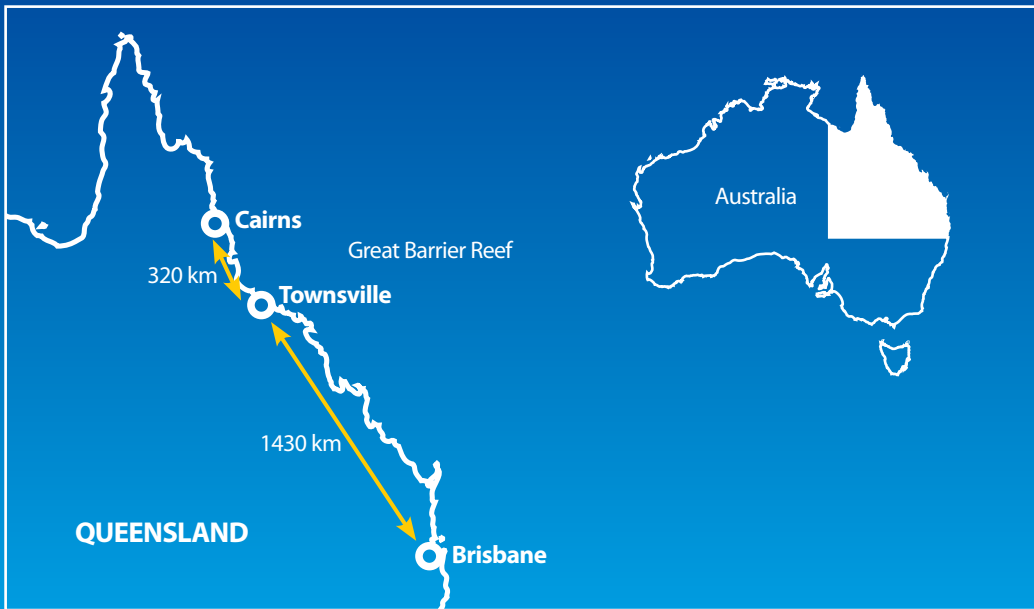 Cairns
Great Barrier Reef
320 km
Townsville
1430 km
QUEENSLAND
Brisbane
Australia